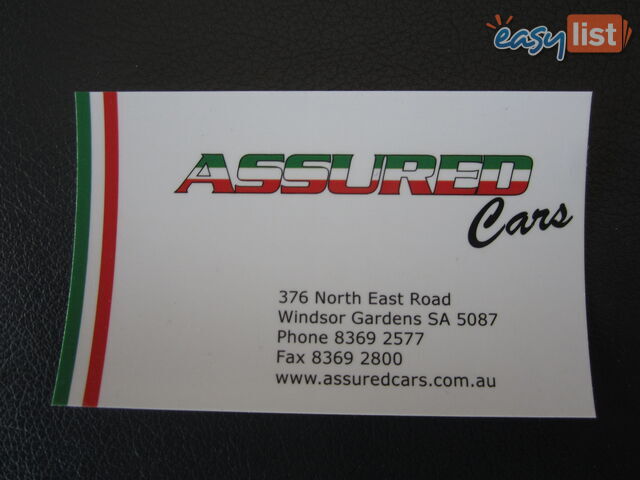 easylist
ASSURED
Cars
376 North East Road
Windsor Gardens SA 5087
Phone 8369 2577
Fax 8369 2800
www.assuredcars.com.au